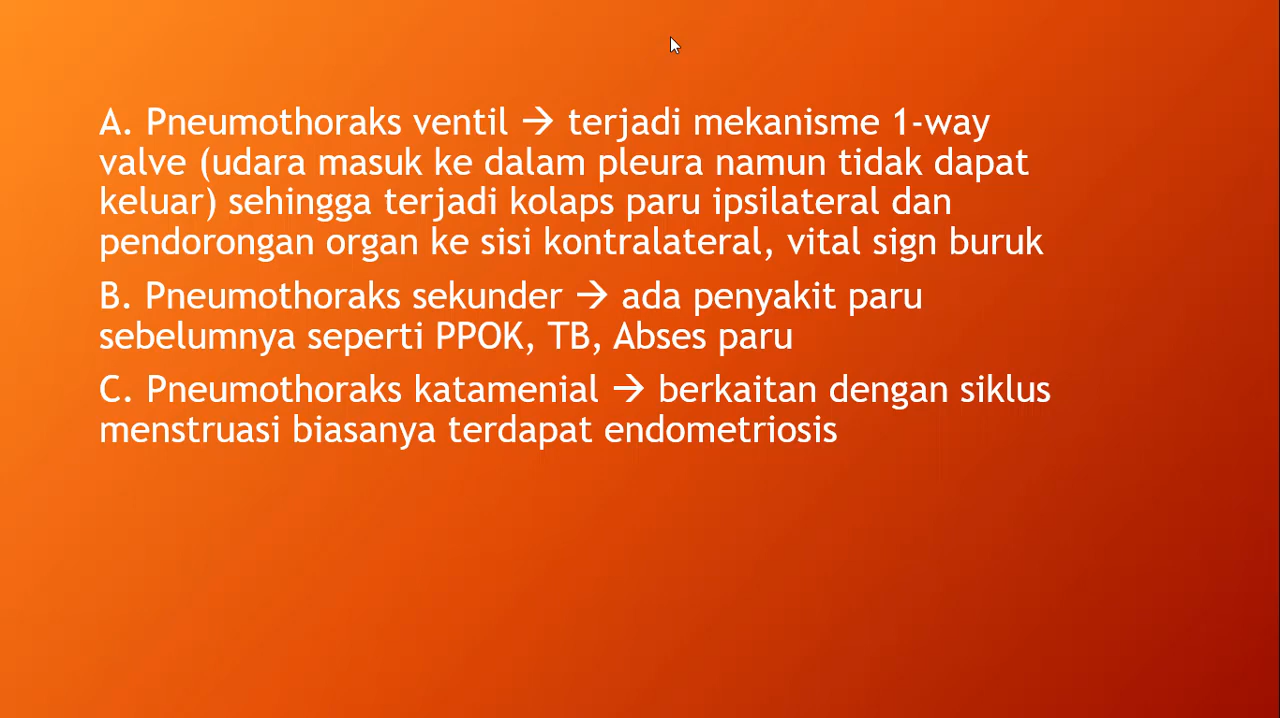 A. Pneumothoraks ventil → terjadi mekanisme 1-way
valve (udara masuk ke dalam pleura namun tidak dapat
keluar) sehingga terjadi kolaps paru ipsilateral dan
pendorongan organ ke sisi kontralateral, vital sign buruk
B. Pneumothoraks sekunder → ada penyakit paru
sebelumnya seperti PPOK, TB, Abses paru
C. Pneumothoraks katamenial → berkaitan dengan siklus
menstruasi biasanya terdapat endometriosis